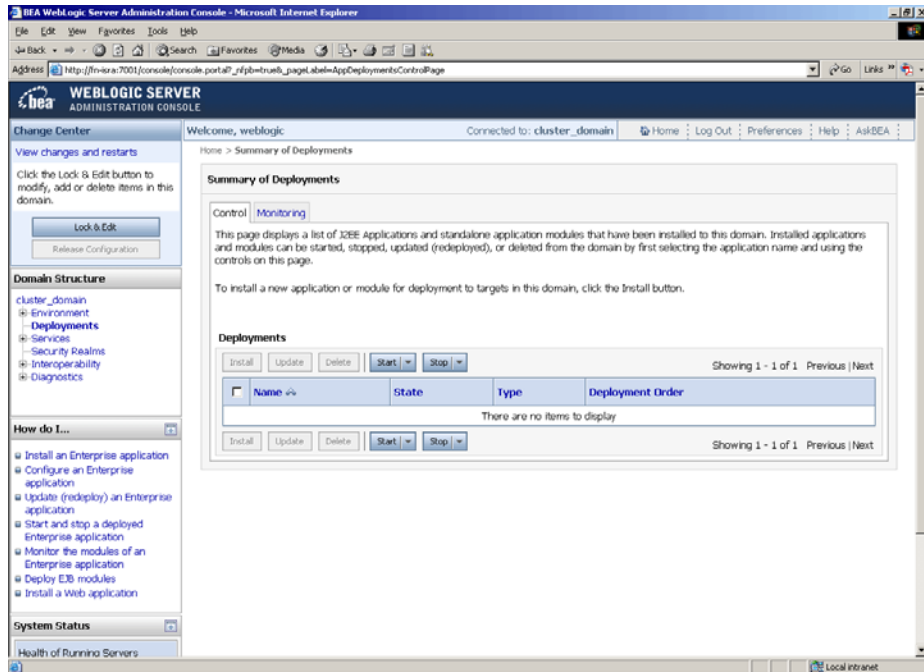 BEA WebLogic Server Administration Console - Microsoft Internet Explorer
File Edit View Favorites Tools Help
Back Search Favorites Media
Address http://fn-isra:7001/console/console.portal?_nfpb=true&_pageLabel=AppDeploymentsControlPage Go Links »
bea WEBLOGIC SERVER
ADMINISTRATION CONSOLE
Change Center
View changes and restarts
Click the Lock & Edit button to
modify, add or delete items in this
domain.
Lock & Edit
Release Configuration
Domain Structure
cluster_domain
Environment
Deployments
Services
Security Realms
Interoperability
Diagnostics
How do I...
Install an Enterprise application
Configure an Enterprise
application
Update (redeploy) an Enterprise
application
Start and stop a deployed
Enterprise application
Monitor the modules of an
Enterprise application
Deploy EJB modules
Install a Web application
System Status
Health of Running Servers
Welcome, weblogic Connected to: cluster_domain Home Log Out Preferences Help AskBEA
Home > Summary of Deployments
Summary of Deployments
Control Monitoring
This page displays a list of J2EE Applications and standalone application modules that have been installed to this domain. Installed applications
and modules can be started, stopped, updated (redeployed), or deleted from the domain by first selecting the application name and using the
controls on this page.
To install a new application or module for deployment to targets in this domain, click the Install button.
Deployments
Install Update Delete Start Stop Showing 1 - 1 of 1 Previous | Next
Name State Type Deployment Order
There are no items to display
Install Update Delete Start Stop Showing 1 - 1 of 1 Previous | Next
Local intranet